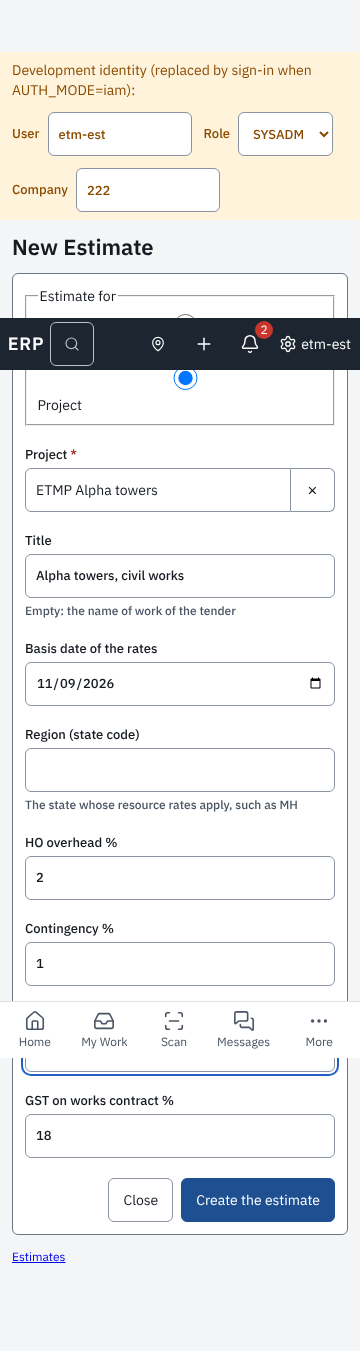 Development identity (replaced by sign-in when
AUTH_MODE=iam):
User etm-est Role SYSADM
Company 222
New Estimate
Estimate for
ERP 2 etm-est
Project
Project *
ETMP Alpha towers ×
Title
Alpha towers, civil works
Empty: the name of work of the tender
Basis date of the rates
11/09/2026
Region (state code)
The state whose resource rates apply, such as MH
HO overhead %
2
Contingency %
1
Home My Work Scan Messages More
GST on works contract %
18
Close Create the estimate
Estimates